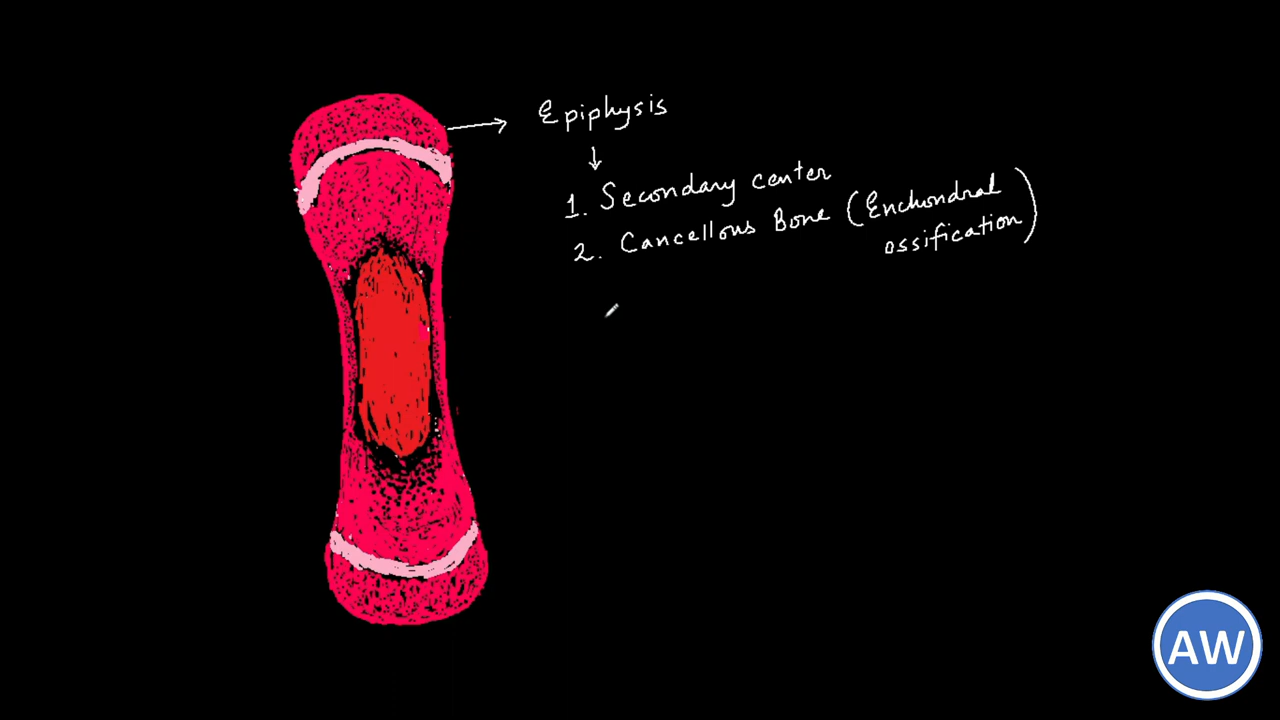 Epiphysis
1. Secondary center
2. Cancellous Bone (Enchondral
ossification)
AW